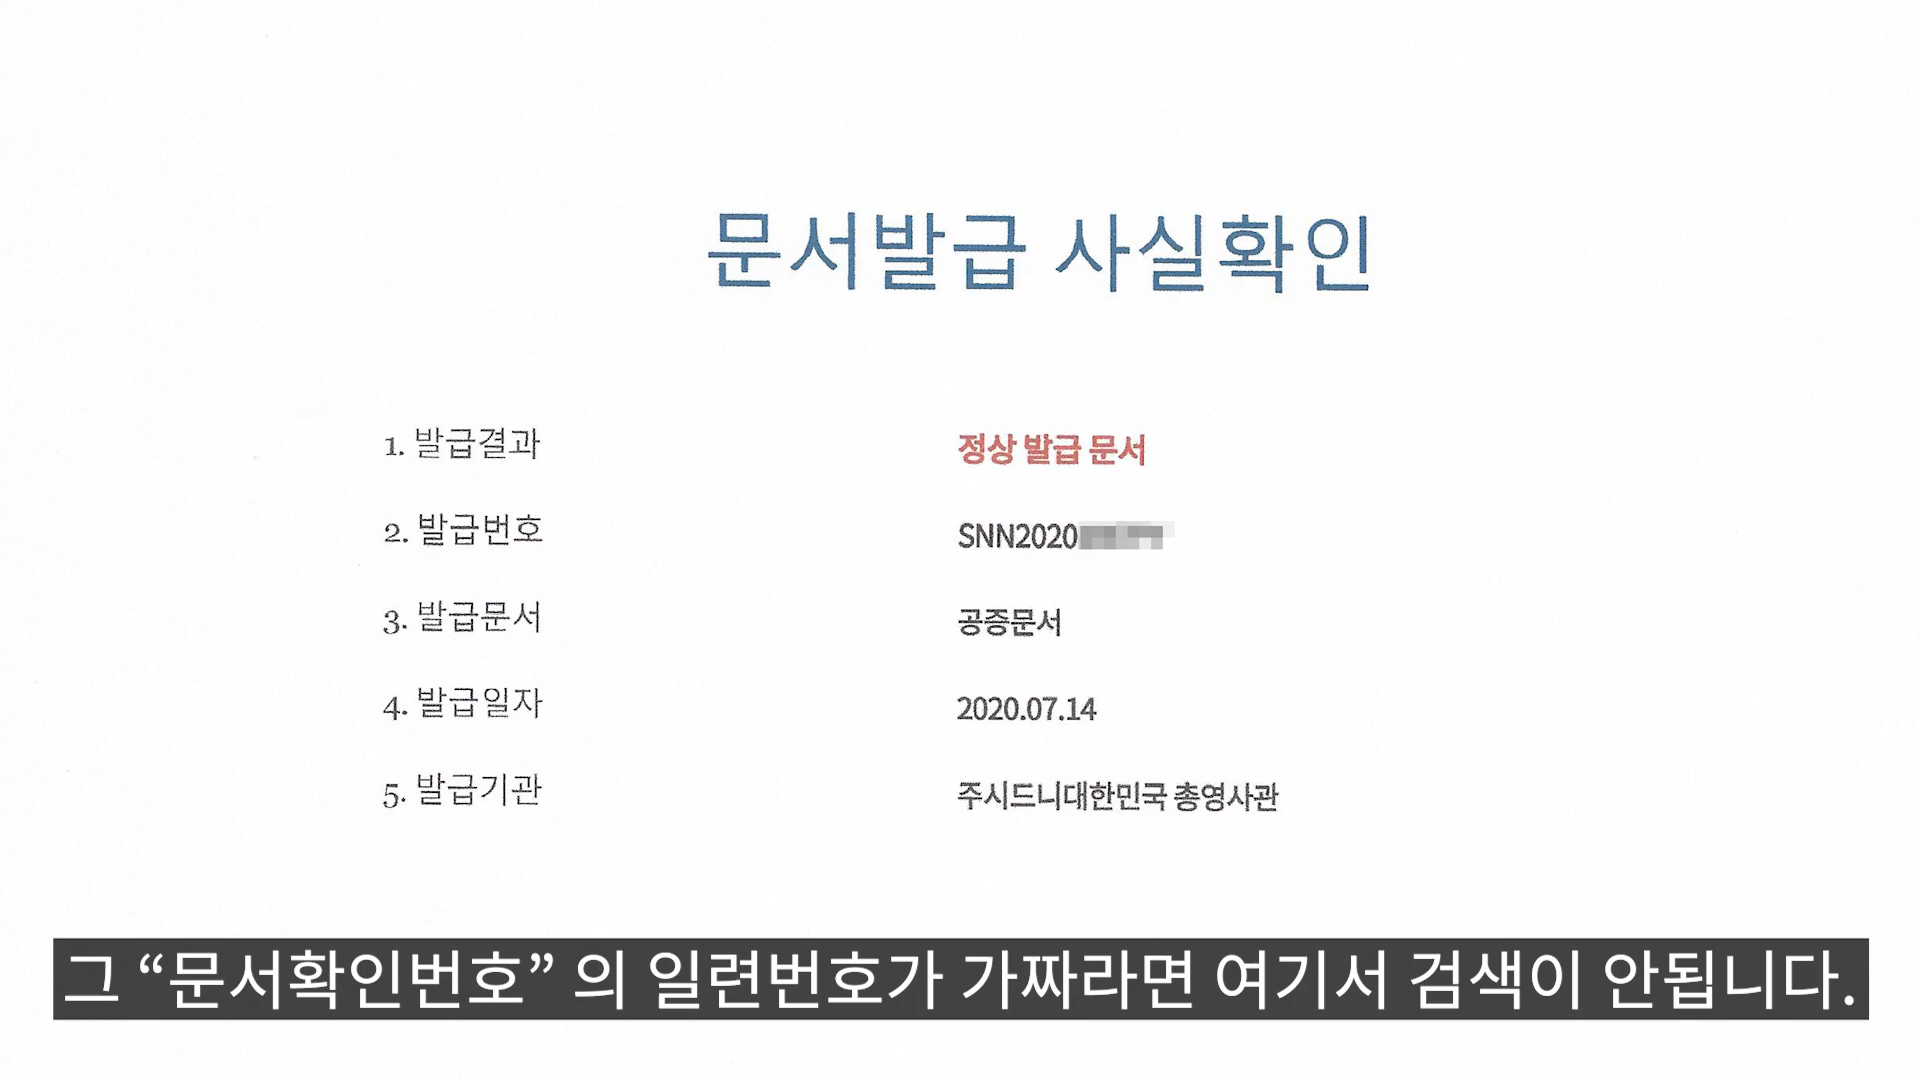 문서발급 사실확인
1. 발급결과 정상 발급 문서
2. 발급번호 SNN2020
3. 발급문서 공증문서
4. 발급일자 2020.07.14
5. 발급기관 주시드니대한민국 총영사관
그 “문서확인번호” 의 일련번호가 가짜라면 여기서 검색이 안됩니다.